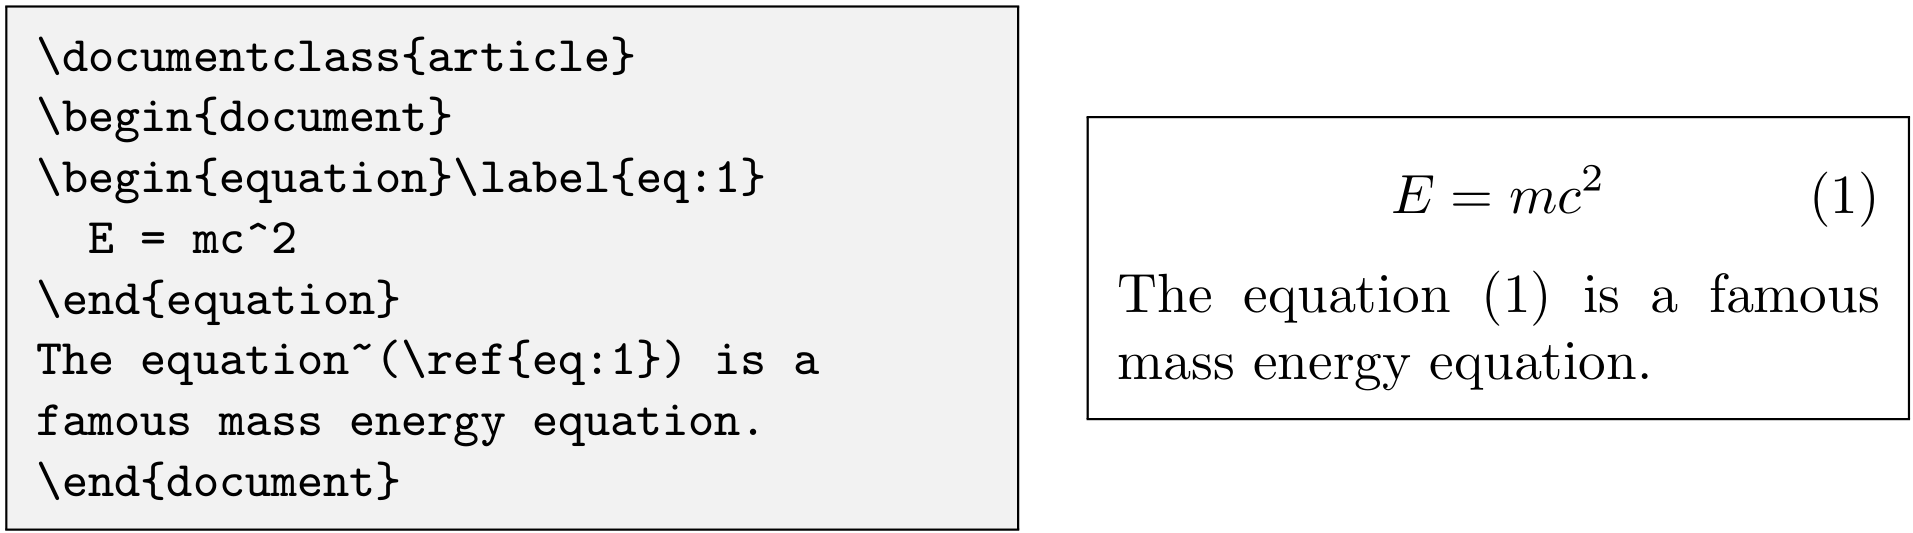 \documentclass{article}
\begin{document}
\begin{equation}\label{eq:1}
  E = mc^2
\end{equation}
The equation~(\ref{eq:1}) is a
famous mass energy equation.
\end{document}
E = mc² (1)
The equation (1) is a famous
mass energy equation.